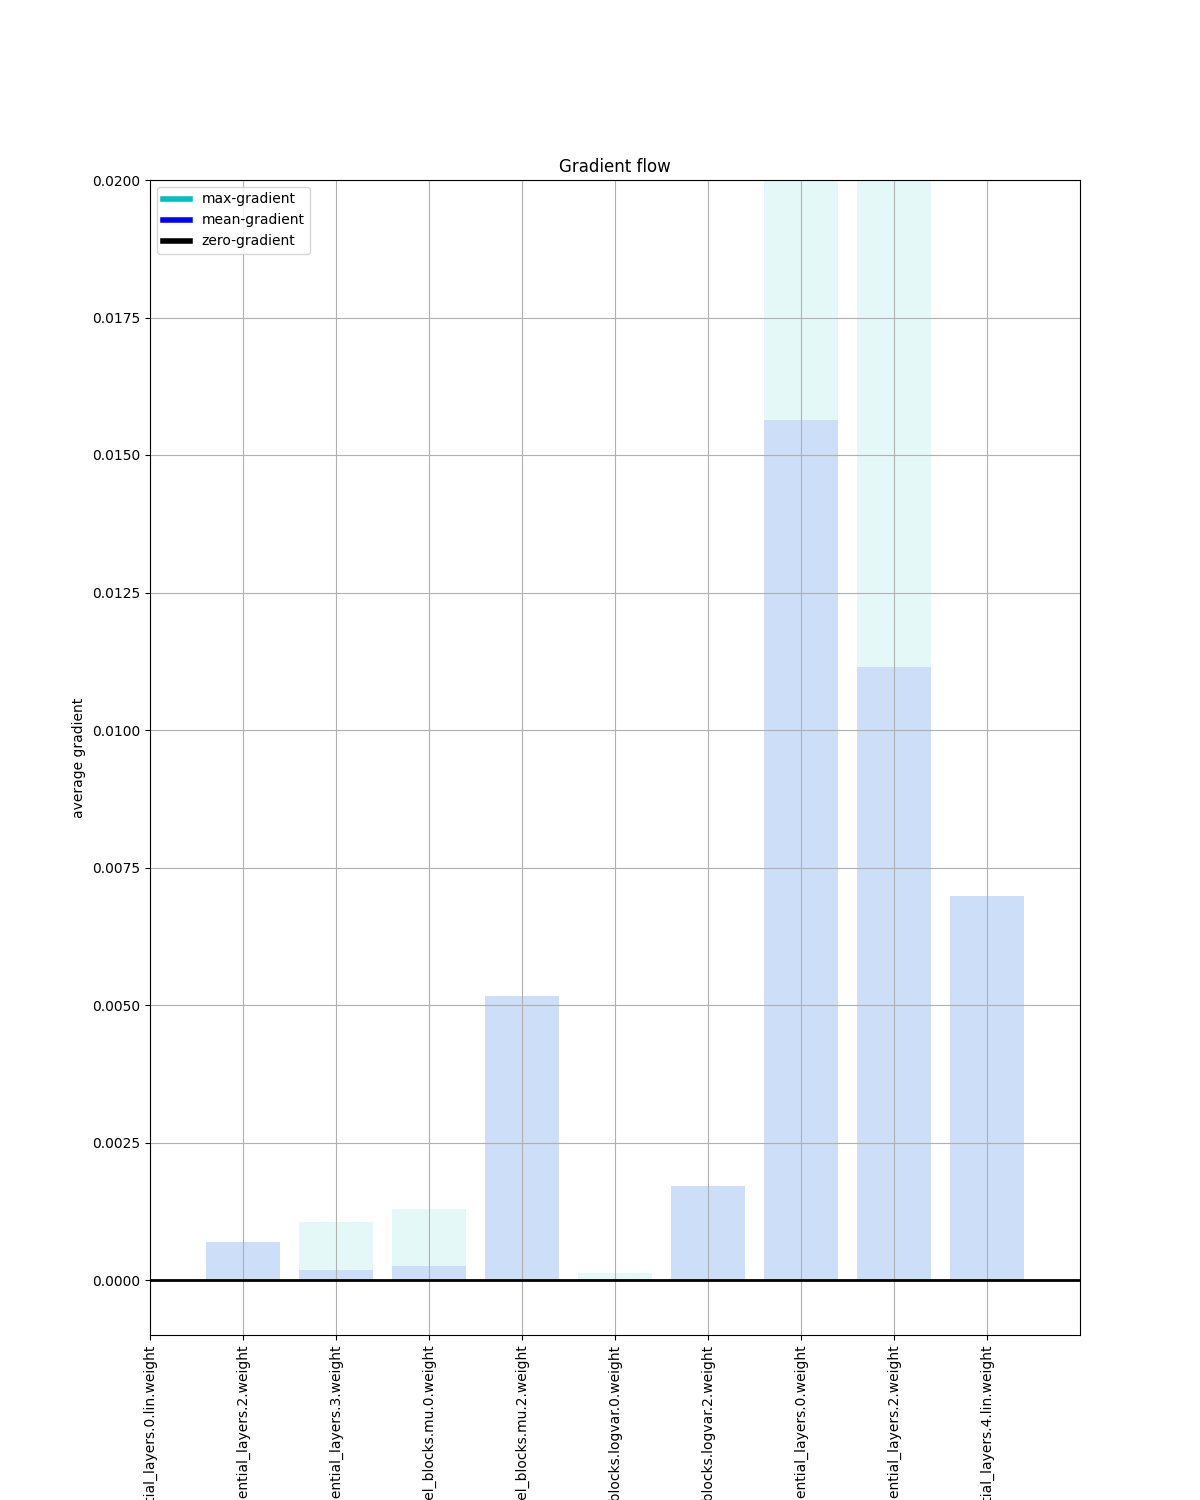 Gradient flow
max-gradient
mean-gradient
zero-gradient
0.0200
0.0175
0.0150
0.0125
0.0100
0.0075
0.0050
0.0025
0.0000
average gradient
tial_layers.0.lin.weight
ential_layers.2.weight
ential_layers.3.weight
el_blocks.mu.0.weight
el_blocks.mu.2.weight
blocks.logvar.0.weight
blocks.logvar.2.weight
ential_layers.0.weight
ential_layers.2.weight
tial_layers.4.lin.weight